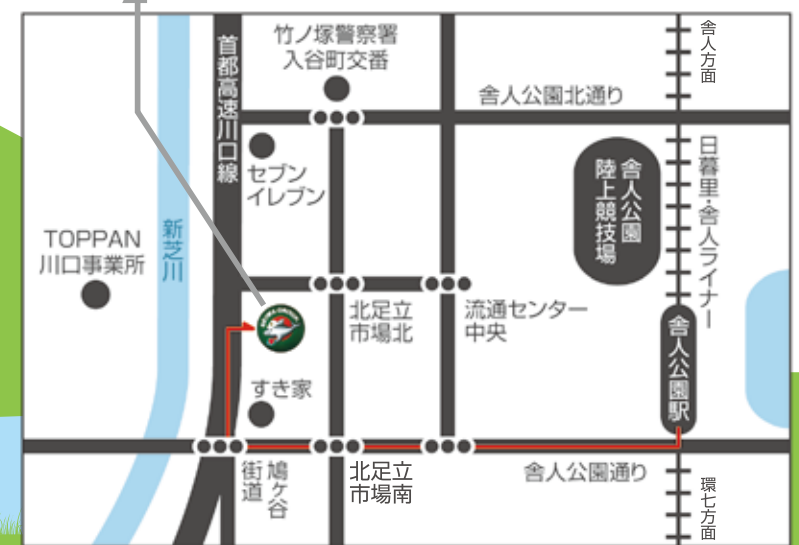 竹ノ塚警察署
入谷町交番
舎人方面
首都高速川口線
舎人公園北通り
セブン
イレブン
舎人公園
陸上競技場
日暮里・舎人ライナー
新芝川
TOPPAN
川口事業所
北足立
市場北
流通センター
中央
舎人公園駅
すき家
鳩ヶ谷
街道
北足立
市場南
舎人公園通り
環七方面